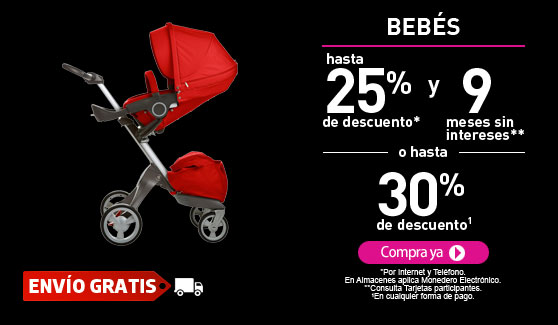 BEBÉS
hasta
25% y 9
de descuento* meses sin
intereses**
o hasta
30%
de descuento¹
Compra ya
*Por Internet y Teléfono.
En Almacenes aplica Monedero Electrónico.
**Consulta Tarjetas participantes.
¹En cualquier forma de pago.
ENVÍO GRATIS